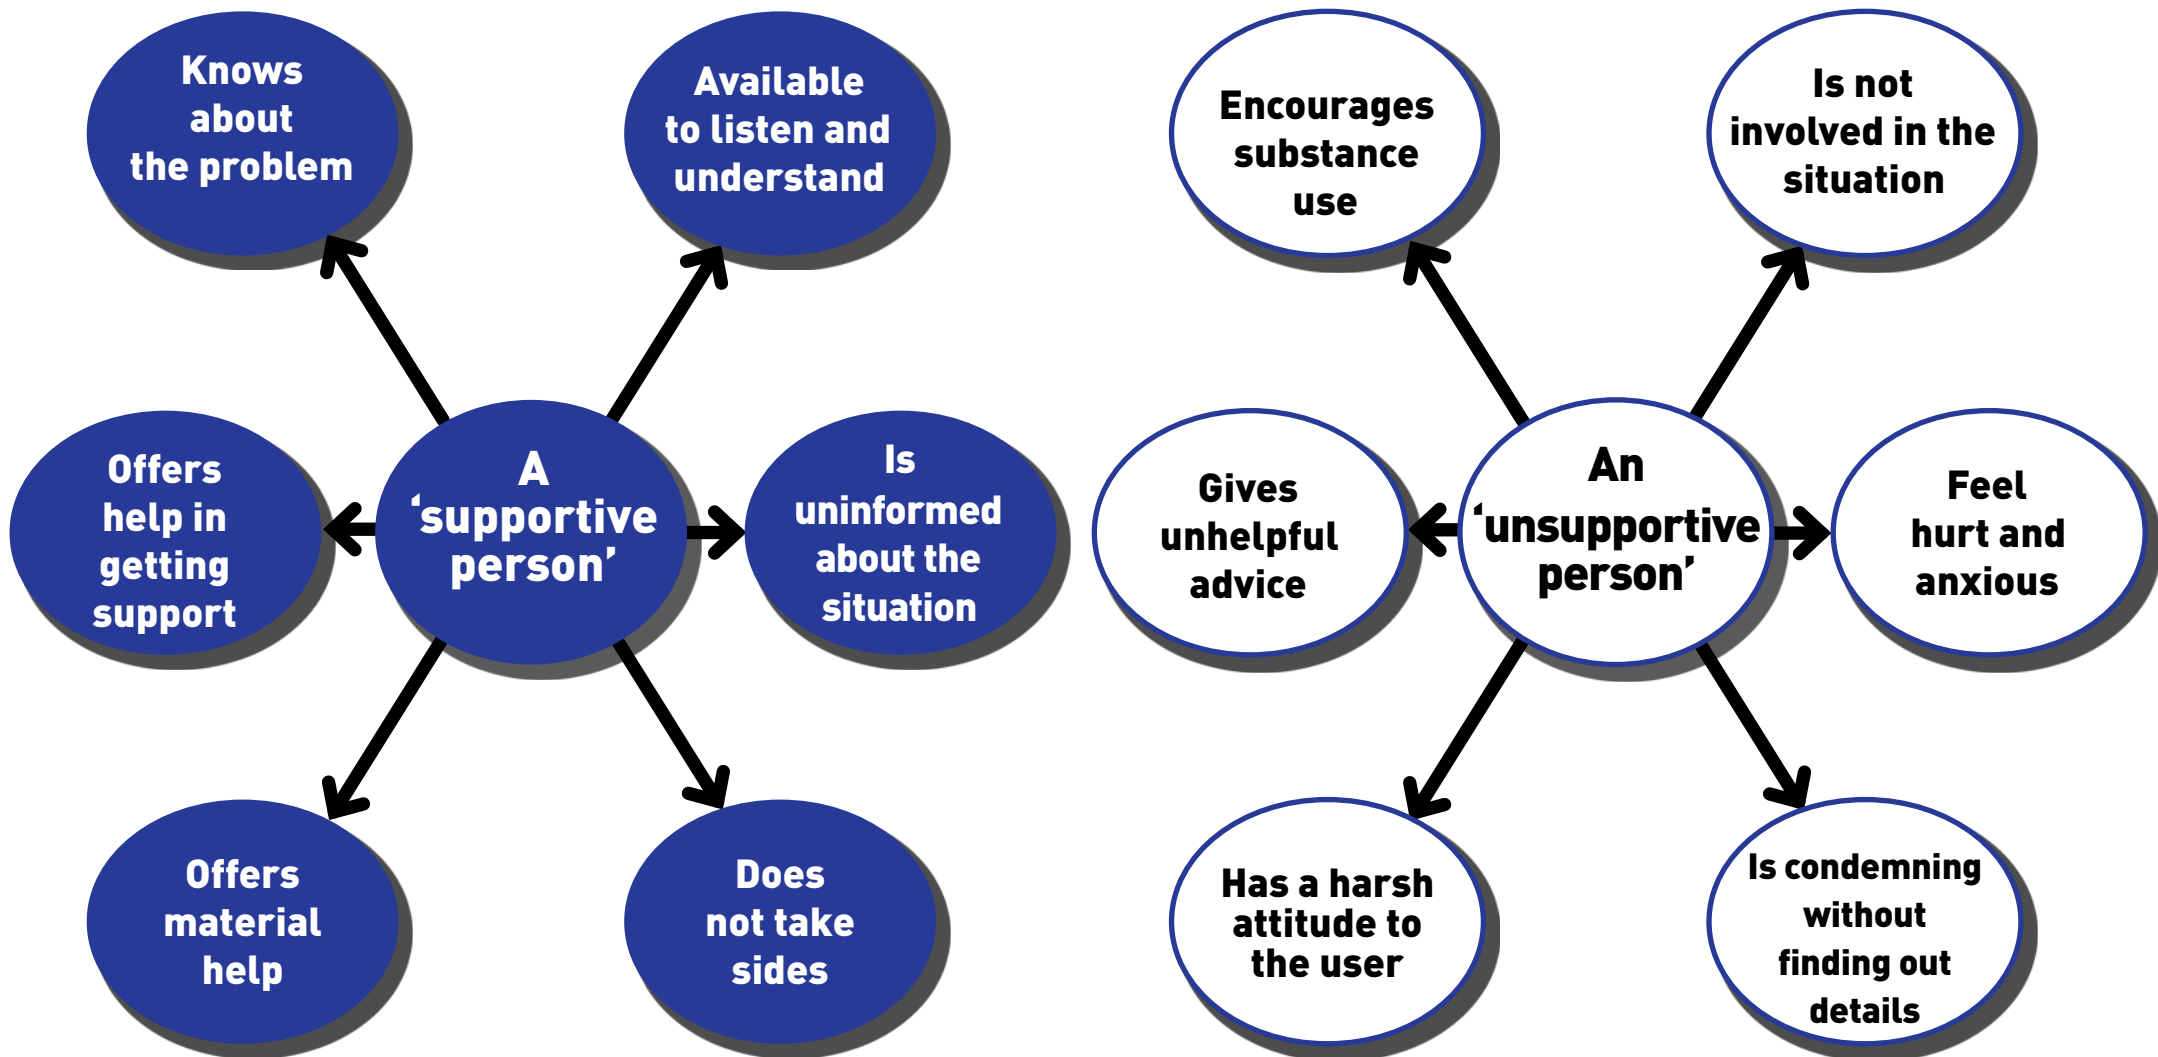 Knows
about
the problem
Available
to listen and
understand
Offers
help in
getting
support
A
‘supportive
person’
Is
uninformed
about the
situation
Offers
material
help
Does
not take
sides
Encourages
substance
use
Is not
involved in the
situation
Gives
unhelpful
advice
An
‘unsupportive
person’
Feel
hurt and
anxious
Has a harsh
attitude to
the user
Is condemning
without
finding out
details